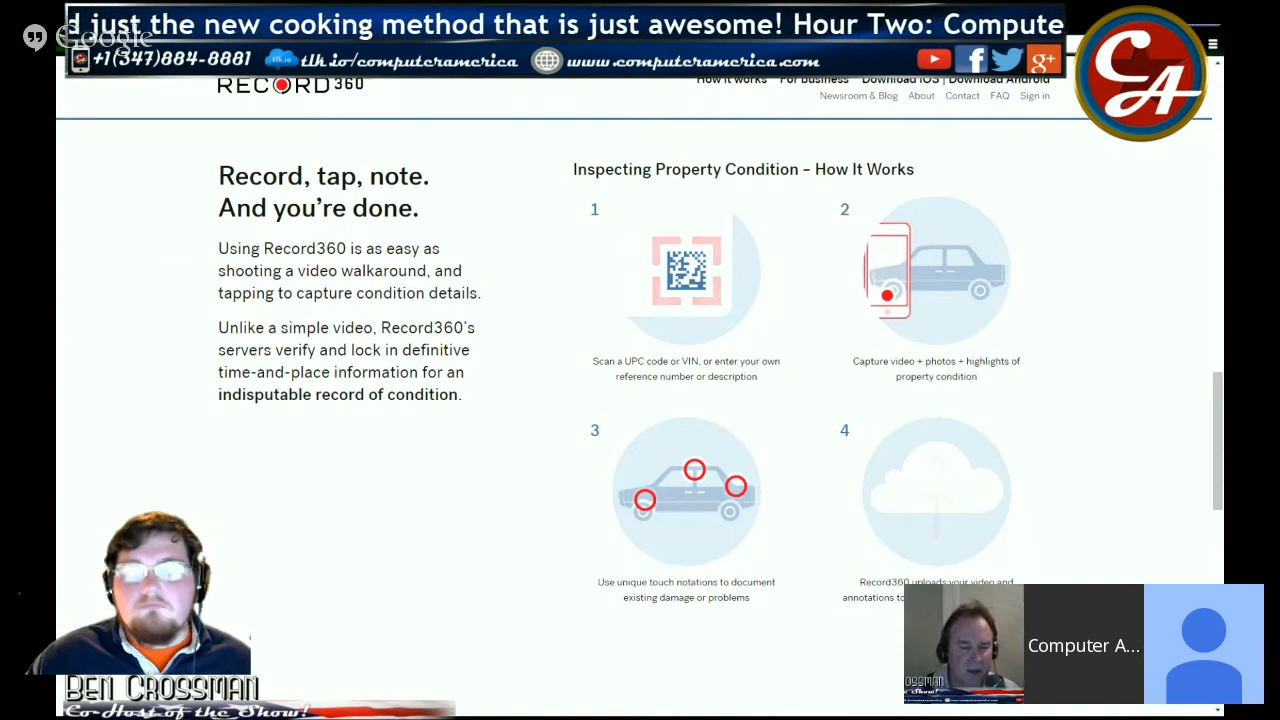 d just the new cooking method that is just awesome! Hour Two: Compute
Google
+1(347)884-8881
tlk.io
tlk.io/computeramerica
www.computeramerica.com
g+
CA
RECORD360
How it works For business Download iOS | Download Android
Newsroom & Blog About Contact FAQ Sign in
Record, tap, note.
And you’re done.
Using Record360 is as easy as
shooting a video walkaround, and
tapping to capture condition details.
Unlike a simple video, Record360’s
servers verify and lock in definitive
time-and-place information for an
indisputable record of condition.
Inspecting Property Condition – How It Works
1
Scan a UPC code or VIN, or enter your own
reference number or description
2
Capture video + photos + highlights of
property condition
3
Use unique touch notations to document
existing damage or problems
4
Record360 uploads your video and
annotations to
BEN CROSSMAN
Co-Host of the Show!
Computer A...